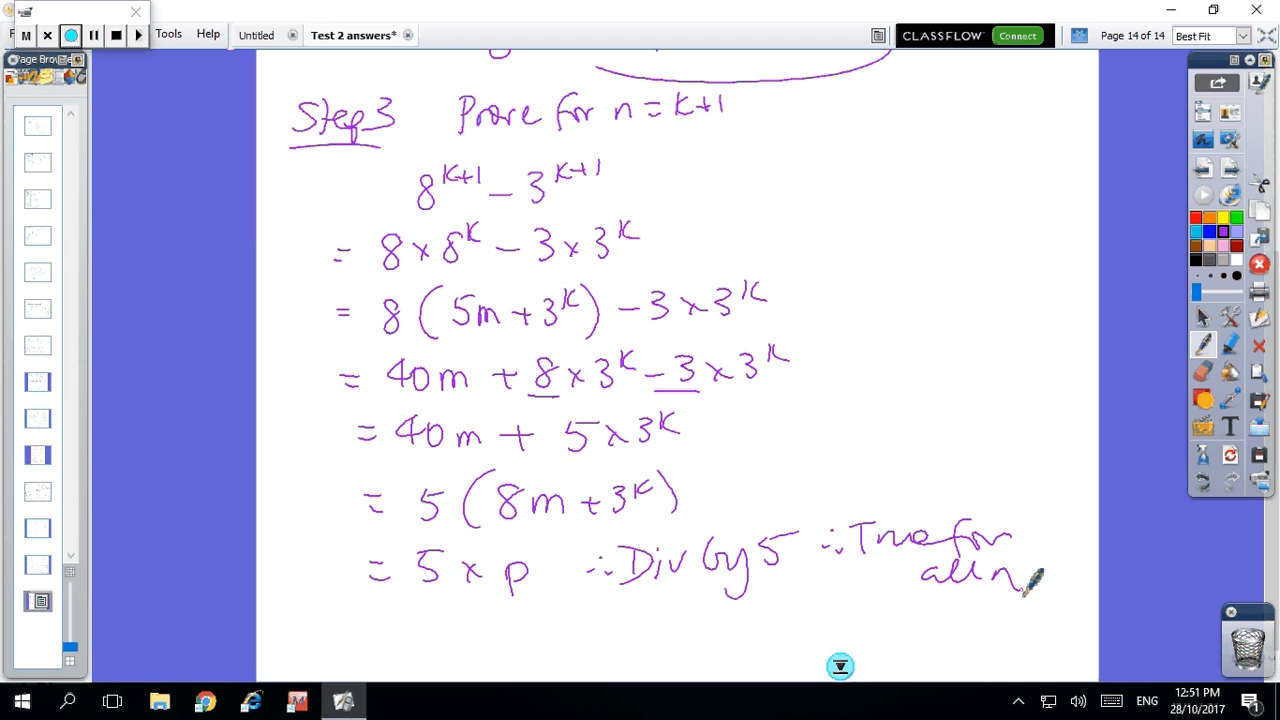 Tools Help Untitled Test 2 answers* CLASSFLOW Connect Page 14 of 14 Best Fit
Page Browse
Step 3 Prove for n = k+1
8^{k+1} - 3^{k+1}
= 8 × 8^k - 3 × 3^k
= 8 (5m + 3^k) - 3 × 3^k
= 40m + 8 × 3^k - 3 × 3^k
= 40m + 5 × 3^k
= 5 (8m + 3^k)
= 5 × p ∴ Div by 5 ∴ True for
all n
ENG 12:51 PM
28/10/2017